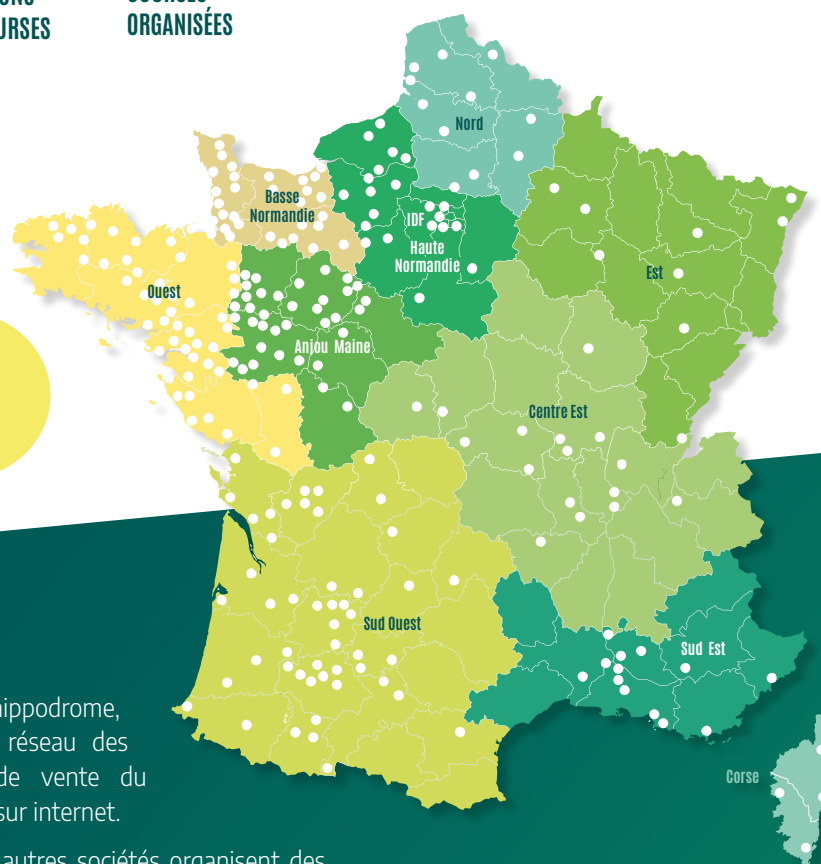 URSES
ORGANISÉES
Nord
Basse
Normandie
IDF
Haute
Normandie
Ouest
Est
Anjou Maine
Centre Est
Sud Ouest
Sud Est
Corse
hippodrome,
réseau des
de vente du
sur internet.
autres sociétés organisent des